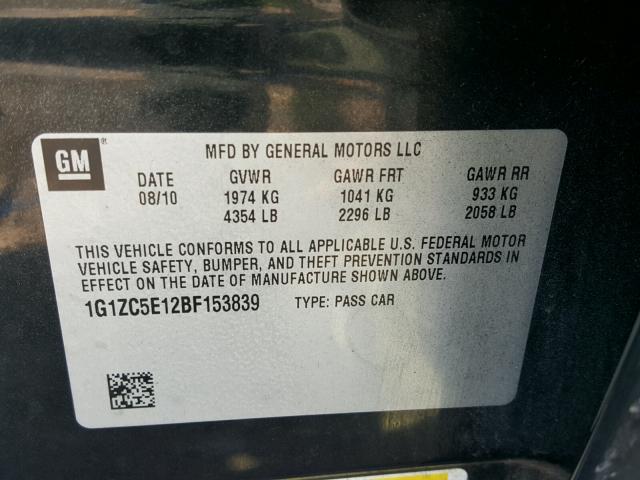 GM ®
MFD BY GENERAL MOTORS LLC
DATE GVWR GAWR FRT GAWR RR
08/10 1974 KG 1041 KG 933 KG
4354 LB 2296 LB 2058 LB
THIS VEHICLE CONFORMS TO ALL APPLICABLE U.S. FEDERAL MOTOR
VEHICLE SAFETY, BUMPER, AND THEFT PREVENTION STANDARDS IN
EFFECT ON THE DATE OF MANUFACTURE SHOWN ABOVE.
1G1ZC5E12BF153839 TYPE: PASS CAR